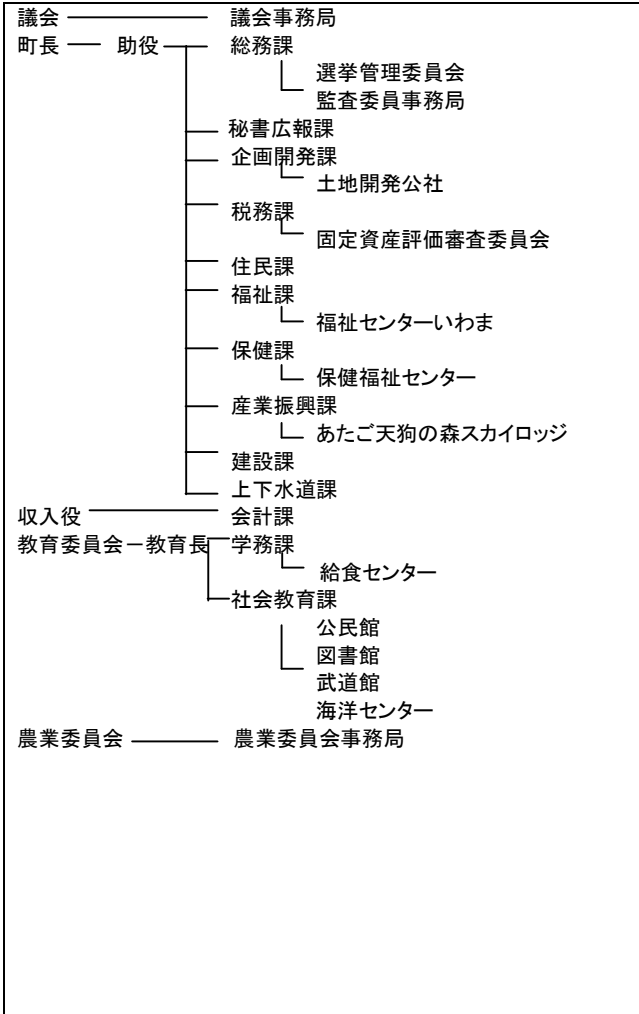 議会 議会事務局
町長 助役 総務課
選挙管理委員会
監査委員事務局
秘書広報課
企画開発課
土地開発公社
税務課
固定資産評価審査委員会
住民課
福祉課
福祉センターいわま
保健課
保健福祉センター
産業振興課
あたご天狗の森スカイロッジ
建設課
上下水道課
収入役 会計課
教育委員会－教育長 学務課
給食センター
社会教育課
公民館
図書館
武道館
海洋センター
農業委員会 農業委員会事務局